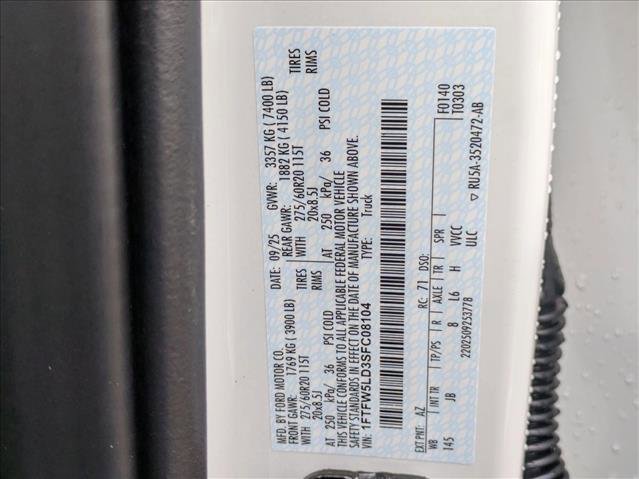 MFD. BY FORD MOTOR CO.
DATE: 09/25 GVWR: 3357 KG ( 7400 LB)
FRONT GAWR: 1769 KG ( 3900 LB) REAR GAWR: 1882 KG ( 4150 LB)
WITH 275/60R20 115T TIRES WITH 275/60R20 115T TIRES
20x8.5J RIMS 20x8.5J RIMS
AT 250 kPa/ 36 PSI COLD AT 250 kPa/ 36 PSI COLD
THIS VEHICLE CONFORMS TO ALL APPLICABLE FEDERAL MOTOR VEHICLE
SAFETY STANDARDS IN EFFECT ON THE DATE OF MANUFACTURE SHOWN ABOVE.
VIN: 1FTFW5LD3SFC08104 TYPE: Truck
F0140
T0303
EXT PNT: AZ RC: 71 DSO:
WB INT TR TP/PS R AXLE TR SPR
145 JB 8 L6 H VVCC
ULC
2202509253778 ▽ RU5A-3520472-AB